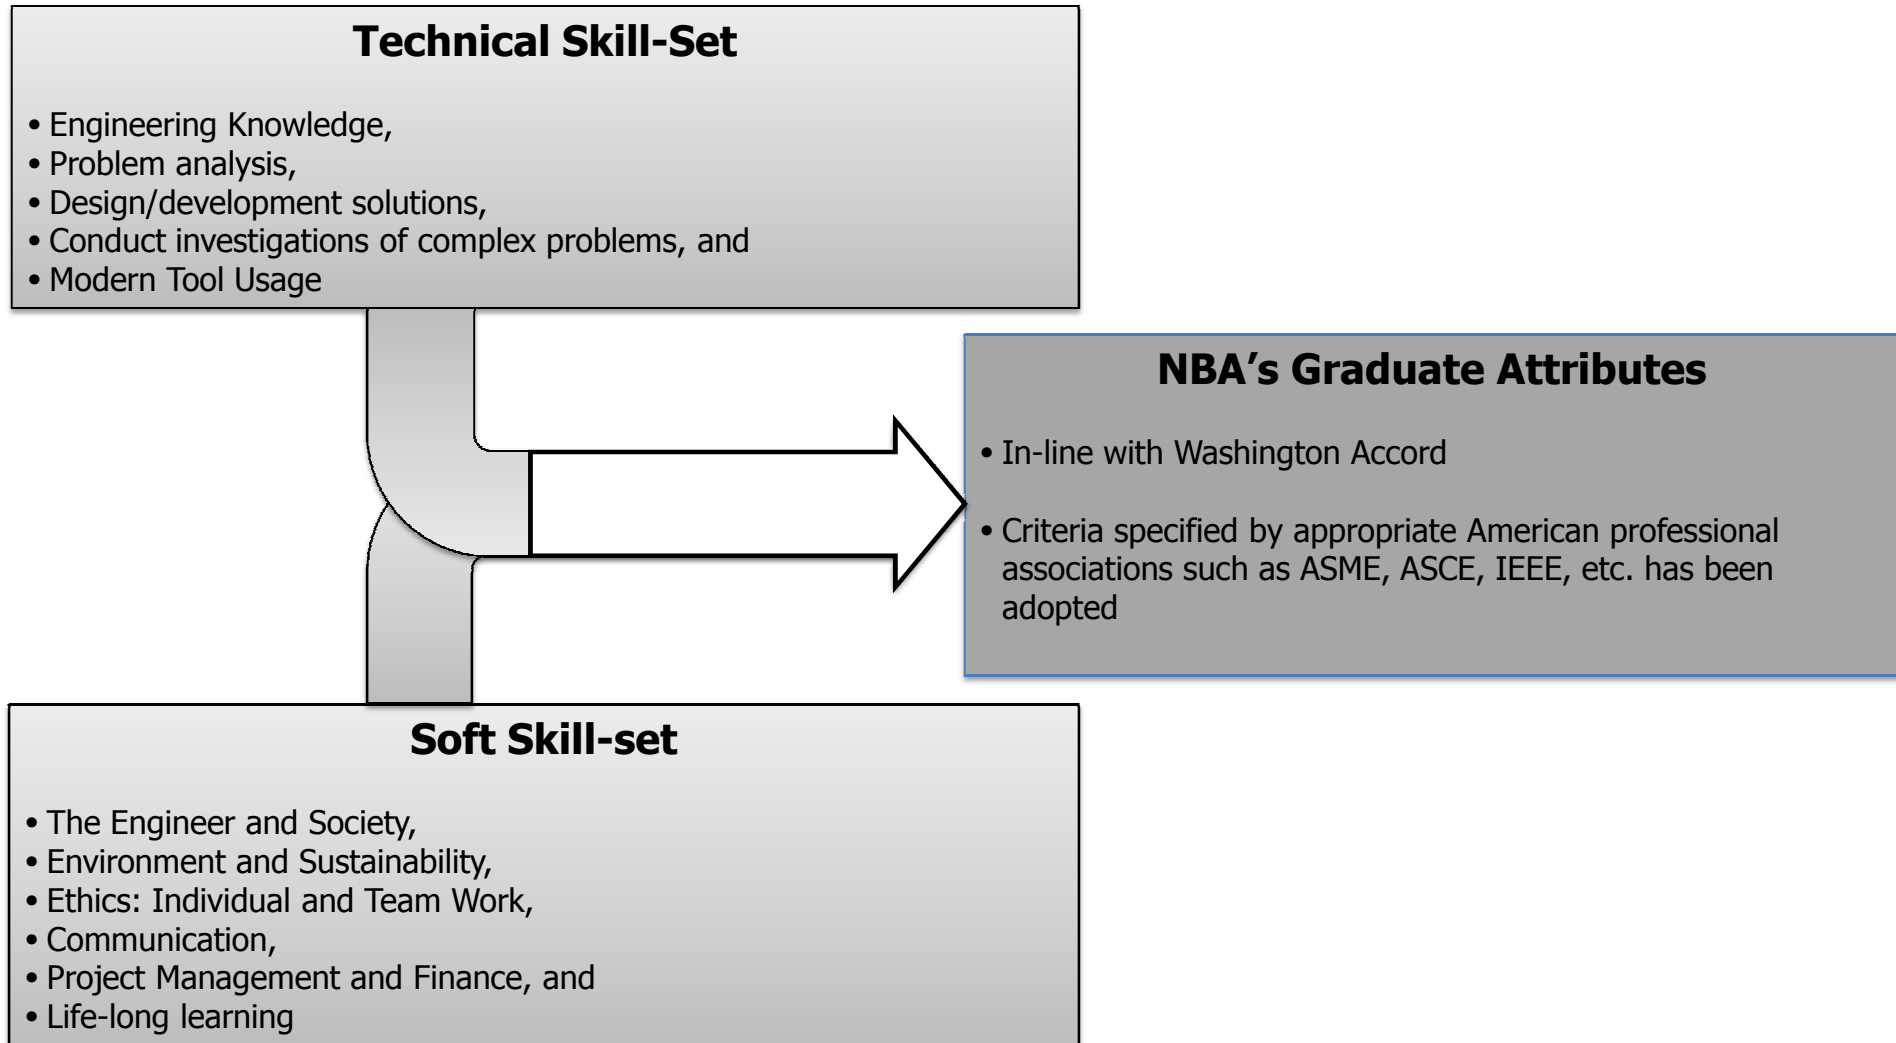 Technical Skill-Set
• Engineering Knowledge,
• Problem analysis,
• Design/development solutions,
• Conduct investigations of complex problems, and
• Modern Tool Usage
NBA’s Graduate Attributes
• In-line with Washington Accord
• Criteria specified by appropriate American professional
associations such as ASME, ASCE, IEEE, etc. has been
adopted
Soft Skill-set
• The Engineer and Society,
• Environment and Sustainability,
• Ethics: Individual and Team Work,
• Communication,
• Project Management and Finance, and
• Life-long learning